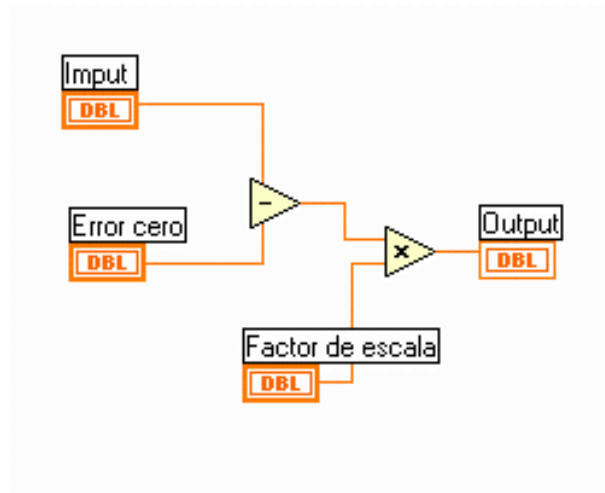 Imput
DBL
Error cero
DBL
-
x
Output
DBL
Factor de escala
DBL